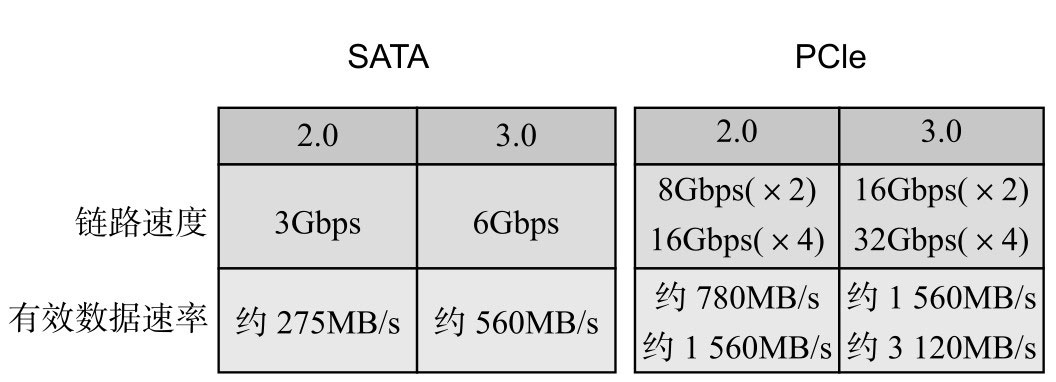 SATA PCIe
2.0 3.0 2.0 3.0
链路速度 3Gbps 6Gbps 8Gbps(×2) 16Gbps(×2)
16Gbps(×4) 32Gbps(×4)
有效数据速率 约 275MB/s 约 560MB/s 约 780MB/s 约 1 560MB/s
约 1 560MB/s 约 3 120MB/s